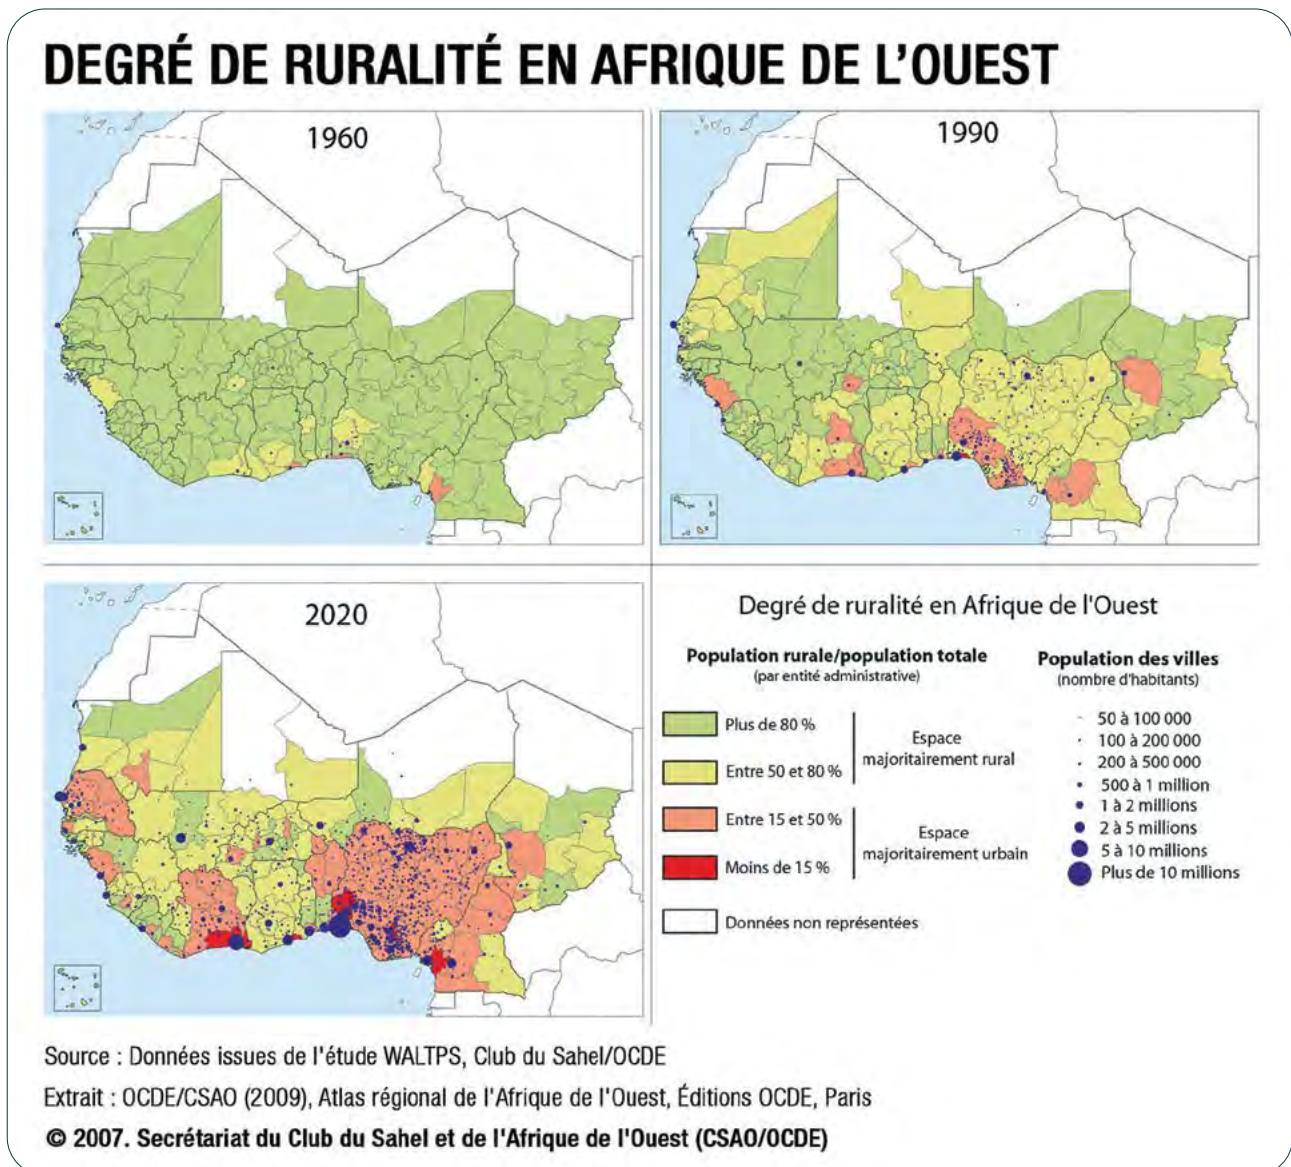 DEGRÉ DE RURALITÉ EN AFRIQUE DE L'OUEST
1960
1990
2020
Degré de ruralité en Afrique de l'Ouest
Population rurale/population totale
(par entité administrative)
Plus de 80 %
Entre 50 et 80 %
Espace
majoritairement rural
Entre 15 et 50 %
Moins de 15 %
Espace
majoritairement urbain
Données non représentées
Population des villes
(nombre d'habitants)
50 à 100 000
100 à 200 000
200 à 500 000
500 à 1 million
1 à 2 millions
2 à 5 millions
5 à 10 millions
Plus de 10 millions
Source : Données issues de l'étude WALTPS, Club du Sahel/OCDE
Extrait : OCDE/CSAO (2009), Atlas régional de l'Afrique de l'Ouest, Éditions OCDE, Paris
© 2007. Secrétariat du Club du Sahel et de l'Afrique de l'Ouest (CSAO/OCDE)